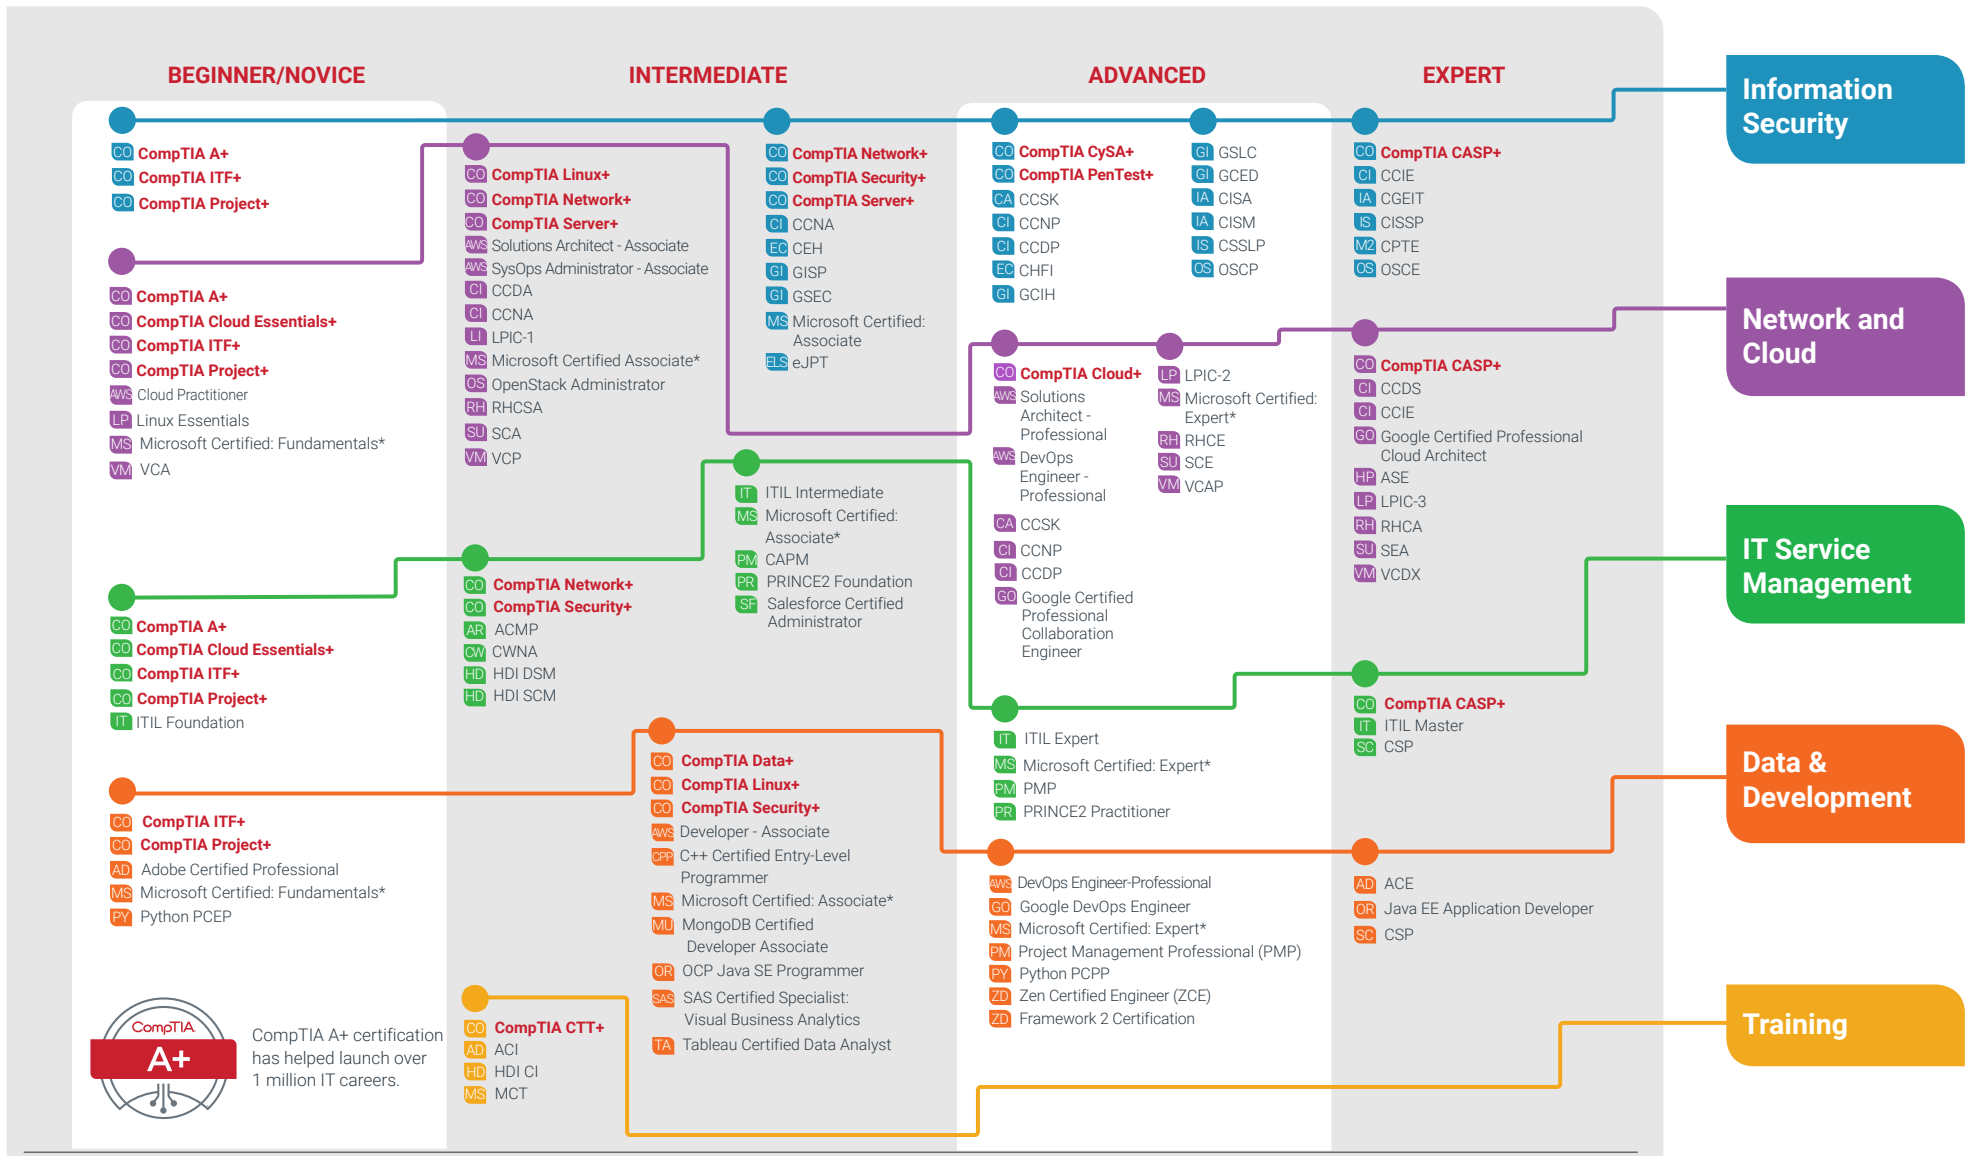 BEGINNER/NOVICE
INTERMEDIATE
ADVANCED
EXPERT
CO CompTIA A+
CO CompTIA ITF+
CO CompTIA Project+
CO CompTIA Network+
CO CompTIA Security+
CO CompTIA Server+
CI CCNA
EC CEH
GI GISP
GI GSEC
MS Microsoft Certified:
Associate
ELS eJPT
CO CompTIA CySA+
CO CompTIA PenTest+
CA CCSK
CI CCNP
CI CCDP
EC CHFI
GI GCIH
GI GSLC
GI GCED
IA CISA
IA CISM
IS CSSLP
OS OSCP
CO CompTIA CASP+
CI CCIE
IA CGEIT
IS CISSP
M2 CPTE
OS OSCE
Information
Security
CO CompTIA A+
CO CompTIA Cloud Essentials+
CO CompTIA ITF+
CO CompTIA Project+
AWS Cloud Practitioner
LP Linux Essentials
MS Microsoft Certified: Fundamentals*
VM VCA
CO CompTIA Linux+
CO CompTIA Network+
CO CompTIA Server+
AWS Solutions Architect - Associate
AWS SysOps Administrator - Associate
CI CCDA
CI CCNA
LI LPIC-1
MS Microsoft Certified Associate*
OS OpenStack Administrator
RH RHCSA
SU SCA
VM VCP
CO CompTIA Cloud+
AWS Solutions
Architect -
Professional
AWS DevOps
Engineer -
Professional
CA CCSK
CI CCNP
CI CCDP
GO Google Certified
Professional
Collaboration
Engineer
LP LPIC-2
MS Microsoft Certified:
Expert*
RH RHCE
SU SCE
VM VCAP
CO CompTIA CASP+
CI CCDS
CI CCIE
GO Google Certified Professional
Cloud Architect
HP ASE
LP LPIC-3
RH RHCA
SU SEA
VM VCDX
Network and
Cloud
CO CompTIA A+
CO CompTIA Cloud Essentials+
CO CompTIA ITF+
CO CompTIA Project+
IT ITIL Foundation
CO CompTIA Network+
CO CompTIA Security+
AR ACMP
CW CWNA
HD HDI DSM
HD HDI SCM
IT ITIL Intermediate
MS Microsoft Certified:
Associate*
PM CAPM
PR PRINCE2 Foundation
SF Salesforce Certified
Administrator
IT ITIL Expert
MS Microsoft Certified: Expert*
PM PMP
PR PRINCE2 Practitioner
CO CompTIA CASP+
IT ITIL Master
SC CSP
IT Service
Management
CO CompTIA ITF+
CO CompTIA Project+
AD Adobe Certified Professional
MS Microsoft Certified: Fundamentals*
PY Python PCEP
CO CompTIA Data+
CO CompTIA Linux+
CO CompTIA Security+
AWS Developer - Associate
CPP C++ Certified Entry-Level
Programmer
MS Microsoft Certified: Associate*
MU MongoDB Certified
Developer Associate
OR OCP Java SE Programmer
SAS SAS Certified Specialist:
Visual Business Analytics
TA Tableau Certified Data Analyst
AWS DevOps Engineer-Professional
GO Google DevOps Engineer
MS Microsoft Certified: Expert*
PM Project Management Professional (PMP)
PY Python PCPP
ZD Zen Certified Engineer (ZCE)
ZD Framework 2 Certification
AD ACE
OR Java EE Application Developer
SC CSP
Data &
Development
CompTIA.
A+
CompTIA A+ certification
has helped launch over
1 million IT careers.
CO CompTIA CTT+
AD ACI
HD HDI CI
MS MCT
Training